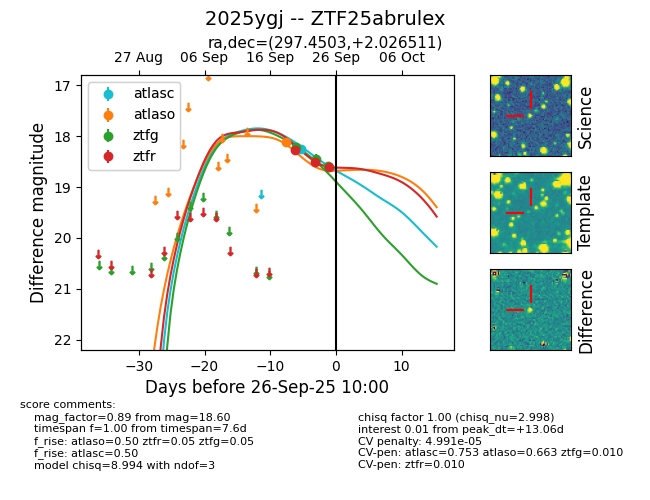 2025ygj -- ZTF25abrulex
ra,dec=(297.4503,+2.026511)
27 Aug 06 Sep 16 Sep 26 Sep 06 Oct
atlasc
atlaso
ztfg
ztfr
17
18
19
20
21
22
Difference magnitude
−30 −20 −10 0 10
Days before 26-Sep-25 10:00
Science
Template
Difference
score comments:
mag_factor=0.89 from mag=18.60
timespan f=1.00 from timespan=7.6d
f_rise: atlaso=0.50 ztfr=0.05 ztfg=0.05
f_rise: atlasc=0.50
model chisq=8.994 with ndof=3
chisq factor 1.00 (chisq_nu=2.998)
interest 0.01 from peak_dt=+13.06d
CV penalty: 4.991e-05
CV-pen: atlasc=0.753 atlaso=0.663 ztfg=0.010
CV-pen: ztfr=0.010